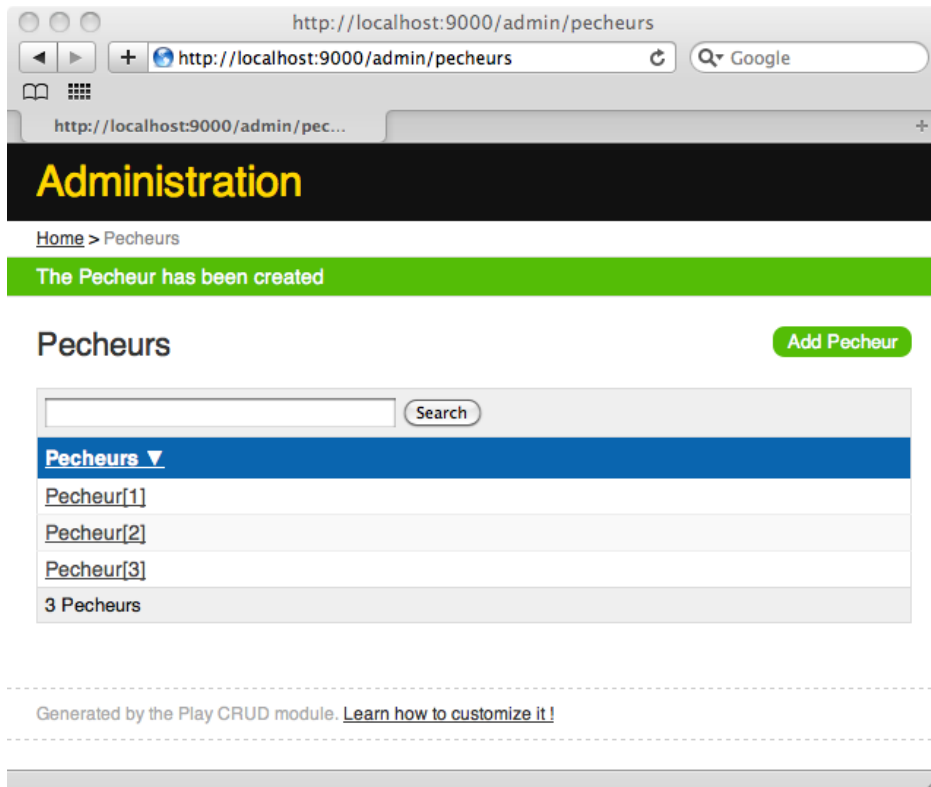 http://localhost:9000/admin/pecheurs
http://localhost:9000/admin/pecheurs
Google
http://localhost:9000/admin/pec...
Administration
Home > Pecheurs
The Pecheur has been created
Pecheurs
Add Pecheur
Search
Pecheurs ▼
Pecheur[1]
Pecheur[2]
Pecheur[3]
3 Pecheurs
Generated by the Play CRUD module. Learn how to customize it !